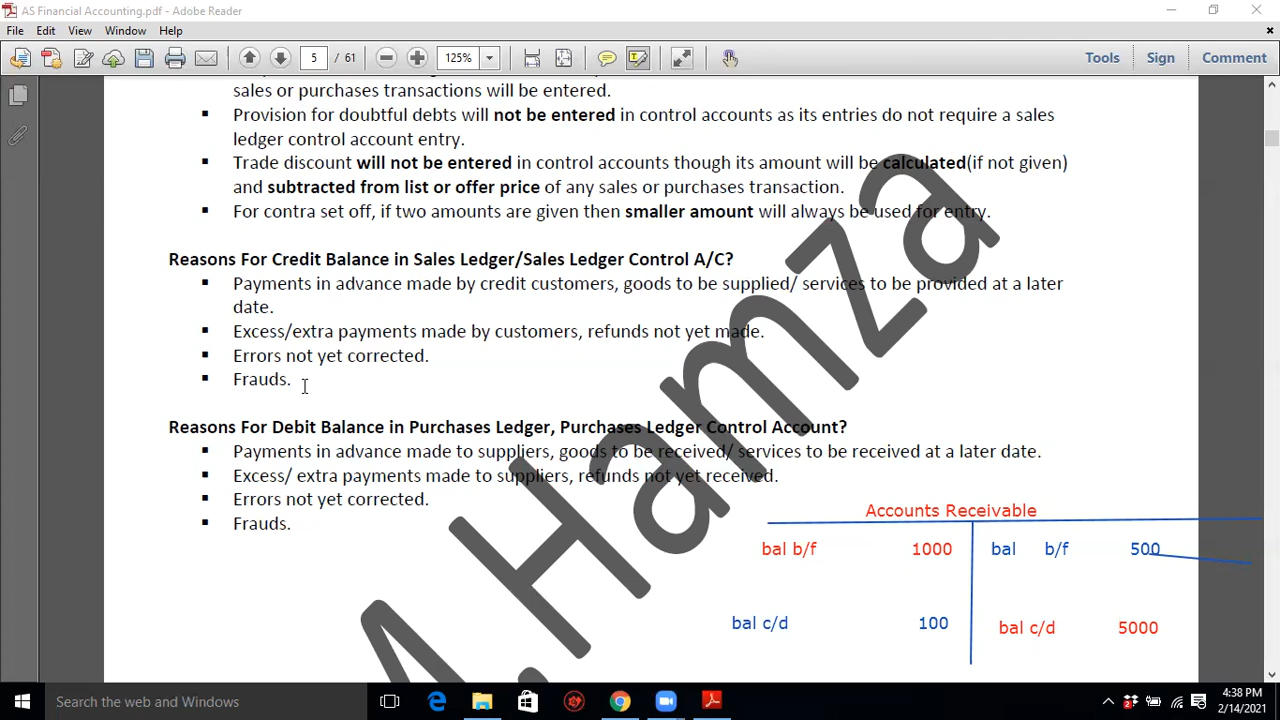 AS Financial Accounting.pdf - Adobe Reader
File Edit View Window Help
5 / 61 125% Tools Sign Comment
sales or purchases transactions will be entered.
▪ Provision for doubtful debts will not be entered in control accounts as its entries do not require a sales
ledger control account entry.
▪ Trade discount will not be entered in control accounts though its amount will be calculated(if not given)
and subtracted from list or offer price of any sales or purchases transaction.
▪ For contra set off, if two amounts are given then smaller amount will always be used for entry.
Reasons For Credit Balance in Sales Ledger/Sales Ledger Control A/C?
▪ Payments in advance made by credit customers, goods to be supplied/ services to be provided at a later
date.
▪ Excess/extra payments made by customers, refunds not yet made.
▪ Errors not yet corrected.
▪ Frauds.
Reasons For Debit Balance in Purchases Ledger, Purchases Ledger Control Account?
▪ Payments in advance made to suppliers, goods to be received/ services to be received at a later date.
▪ Excess/ extra payments made to suppliers, refunds not yet received.
▪ Errors not yet corrected.
▪ Frauds.
Accounts Receivable
bal b/f 1000 bal b/f 500
bal c/d 100 bal c/d 5000
M.Hamza
Search the web and Windows
4:38 PM
2/14/2021